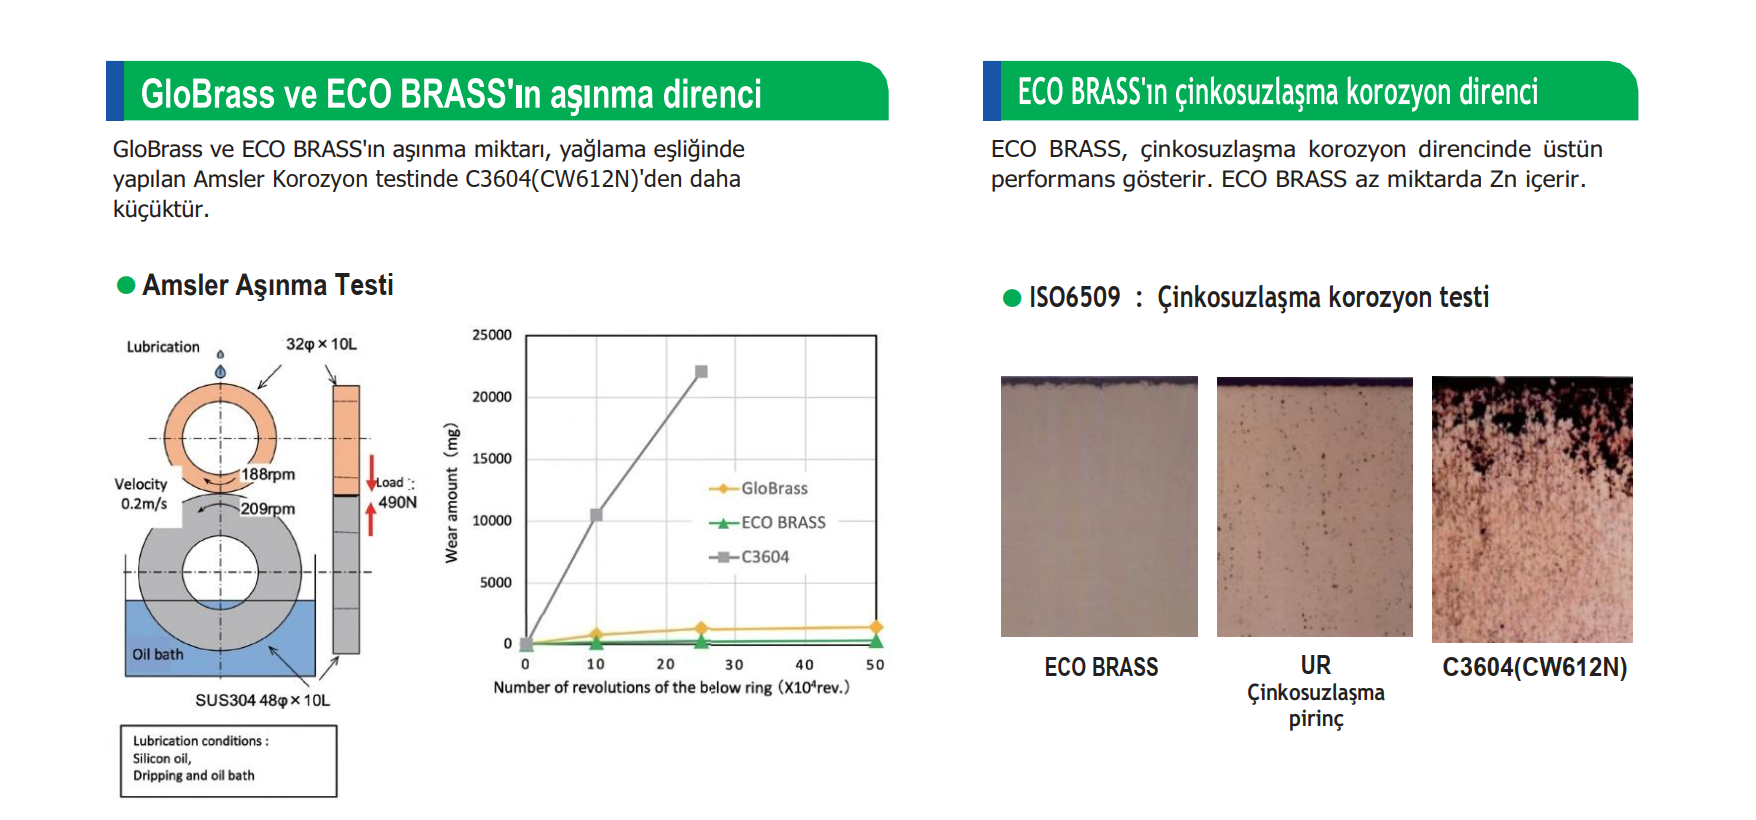 GloBrass ve ECO BRASS'ın aşınma direnci
GloBrass ve ECO BRASS'ın aşınma miktarı, yağlama eşliğinde
yapılan Amsler Korozyon testinde C3604(CW612N)'den daha
küçüktür.
Amsler Aşınma Testi
Lubrication
32φ × 10L
188rpm
Velocity
0.2m/s
209rpm
Load :
490N
Oil bath
SUS304 48φ × 10L
Lubrication conditions :
Silicon oil,
Dripping and oil bath
25000
20000
15000
10000
5000
0
Wear amount (mg)
GloBrass
ECO BRASS
C3604
0 10 20 30 40 50
Number of revolutions of the below ring (X10⁴rev.)
ECO BRASS'ın çinkosuzlaşma korozyon direnci
ECO BRASS, çinkosuzlaşma korozyon direncinde üstün
performans gösterir. ECO BRASS az miktarda Zn içerir.
ISO6509 : Çinkosuzlaşma korozyon testi
ECO BRASS
UR
Çinkosuzlaşma
pirinç
C3604(CW612N)